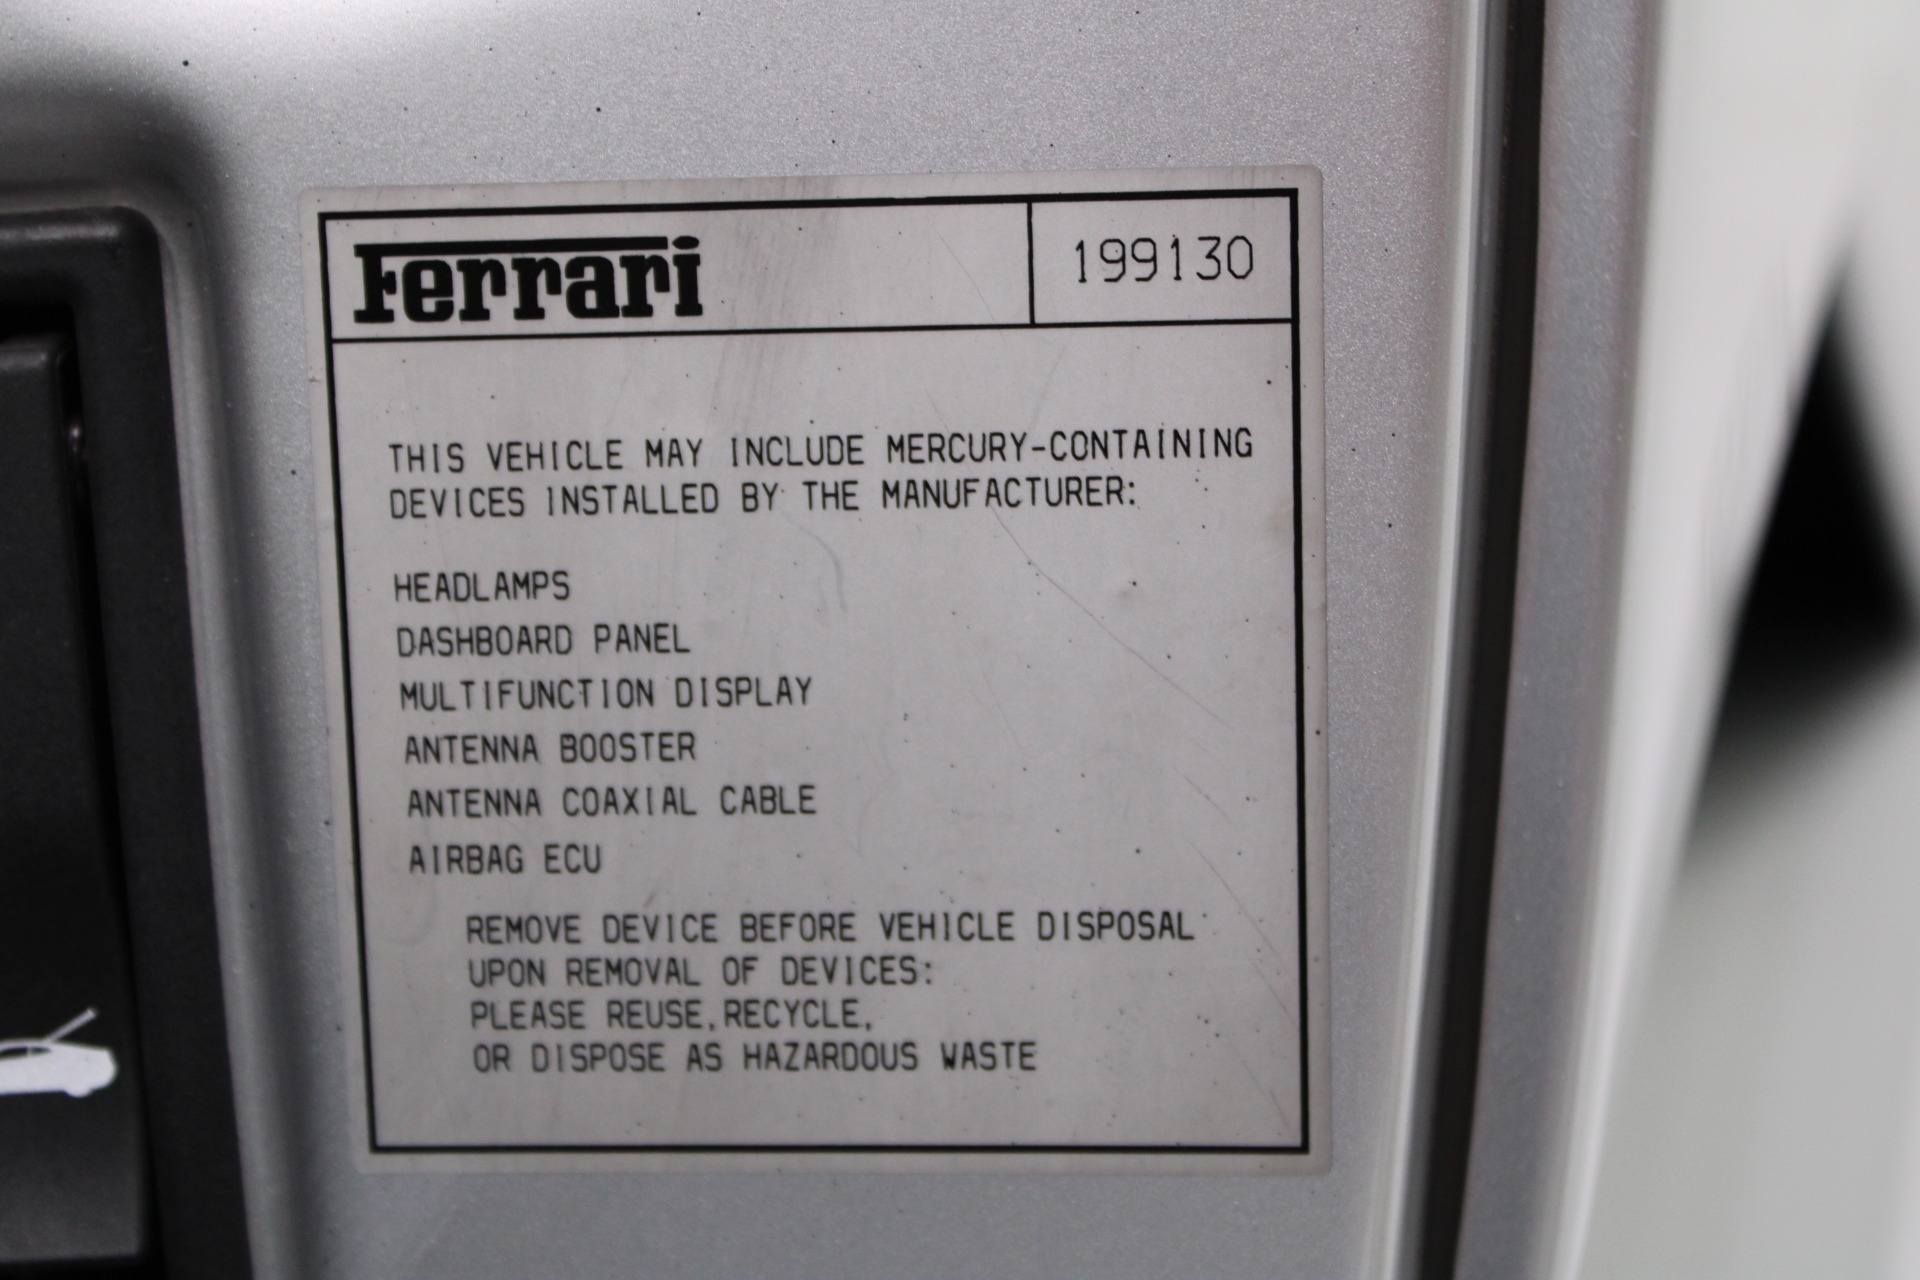 Ferrari 199130
THIS VEHICLE MAY INCLUDE MERCURY-CONTAINING
DEVICES INSTALLED BY THE MANUFACTURER:
HEADLAMPS
DASHBOARD PANEL
MULTIFUNCTION DISPLAY
ANTENNA BOOSTER
ANTENNA COAXIAL CABLE
AIRBAG ECU
REMOVE DEVICE BEFORE VEHICLE DISPOSAL
UPON REMOVAL OF DEVICES:
PLEASE REUSE,RECYCLE,
OR DISPOSE AS HAZARDOUS WASTE